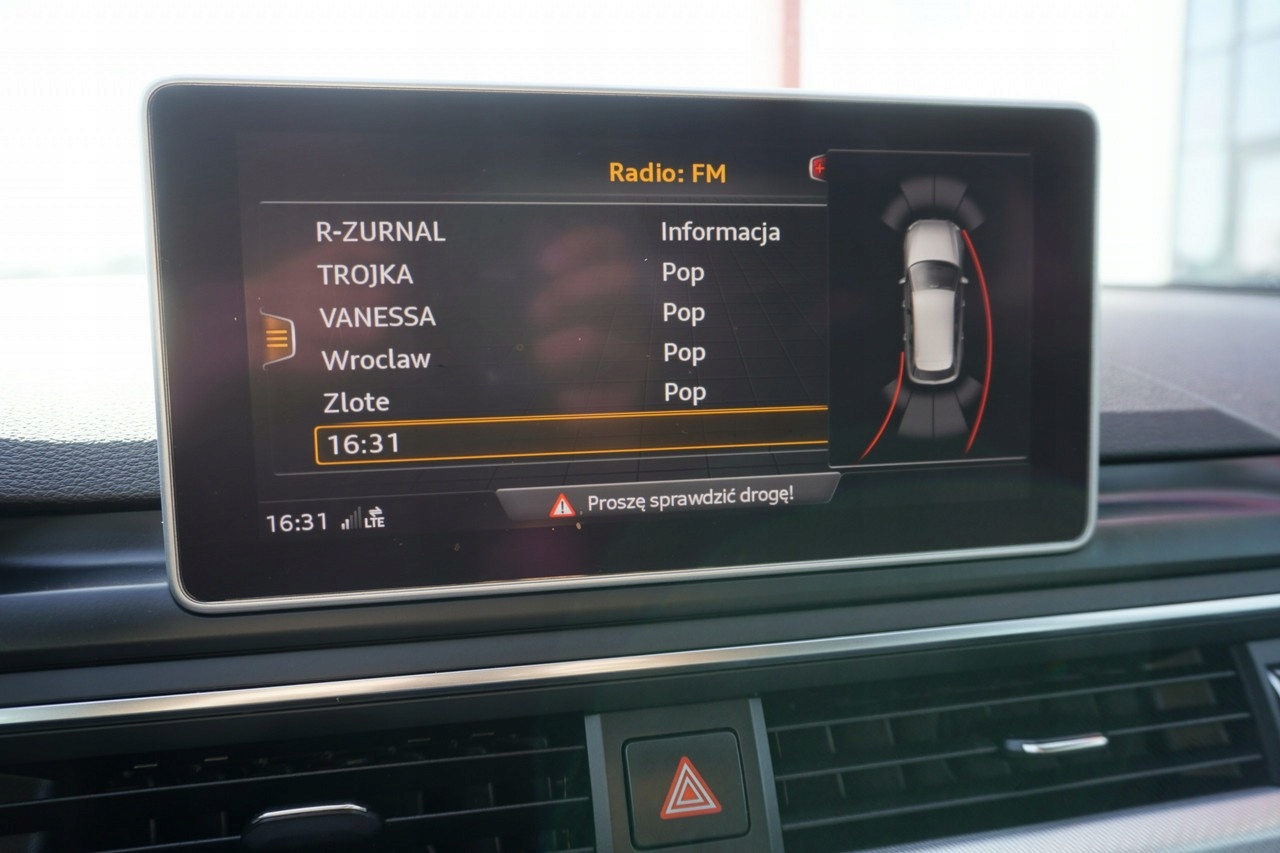 Radio: FM
R-ZURNAL Informacja
TROJKA Pop
VANESSA Pop
Wroclaw Pop
Zlote Pop
16:31
16:31 LTE
Proszę sprawdzić drogę!